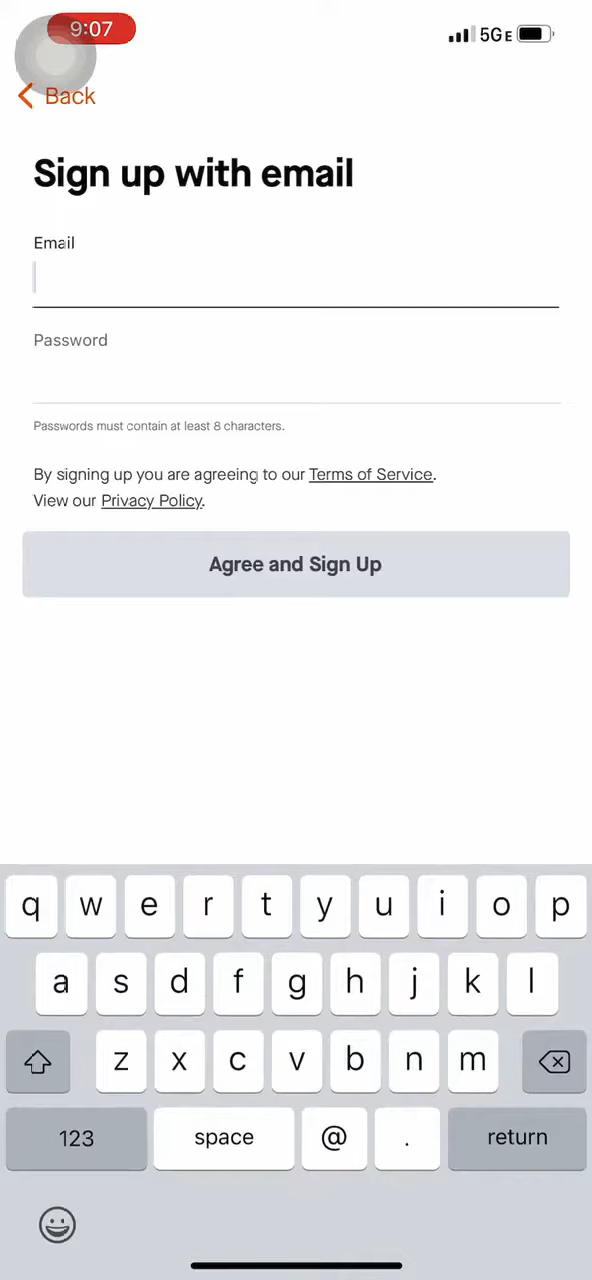 9:07
5GE
Back
Sign up with email
Email
Password
Passwords must contain at least 8 characters.
By signing up you are agreeing to our Terms of Service.
View our Privacy Policy.
Agree and Sign Up
q w e r t y u i o p
a s d f g h j k l
z x c v b n m
123 space @ . return